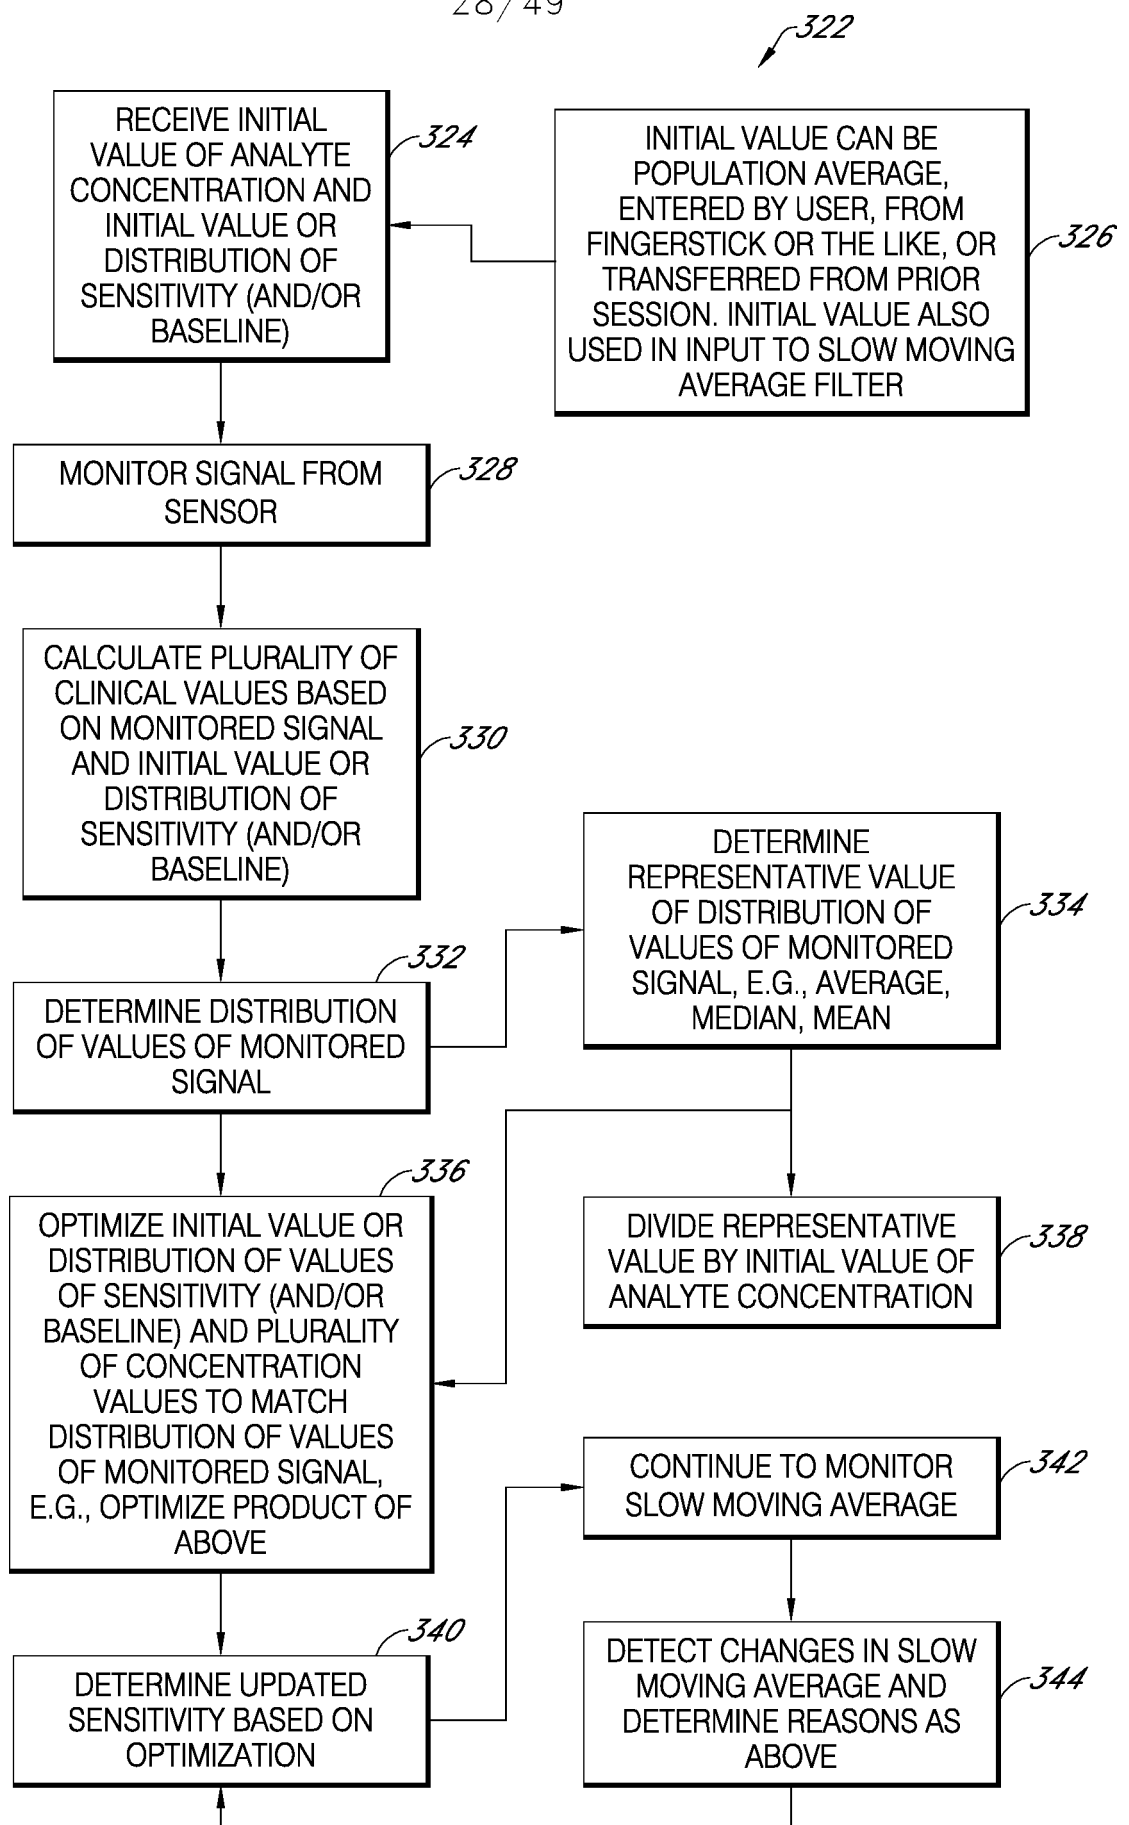 28/49
322
RECEIVE INITIAL
VALUE OF ANALYTE
CONCENTRATION AND
INITIAL VALUE OR
DISTRIBUTION OF
SENSITIVITY (AND/OR
BASELINE)
324
INITIAL VALUE CAN BE
POPULATION AVERAGE,
ENTERED BY USER, FROM
FINGERSTICK OR THE LIKE, OR
TRANSFERRED FROM PRIOR
SESSION. INITIAL VALUE ALSO
USED IN INPUT TO SLOW MOVING
AVERAGE FILTER
326
MONITOR SIGNAL FROM
SENSOR
328
CALCULATE PLURALITY OF
CLINICAL VALUES BASED
ON MONITORED SIGNAL
AND INITIAL VALUE OR
DISTRIBUTION OF
SENSITIVITY (AND/OR
BASELINE)
330
DETERMINE DISTRIBUTION
OF VALUES OF MONITORED
SIGNAL
332
DETERMINE
REPRESENTATIVE VALUE
OF DISTRIBUTION OF
VALUES OF MONITORED
SIGNAL, E.G., AVERAGE,
MEDIAN, MEAN
334
OPTIMIZE INITIAL VALUE OR
DISTRIBUTION OF VALUES
OF SENSITIVITY (AND/OR
BASELINE) AND PLURALITY
OF CONCENTRATION
VALUES TO MATCH
DISTRIBUTION OF VALUES
OF MONITORED SIGNAL,
E.G., OPTIMIZE PRODUCT OF
ABOVE
336
DIVIDE REPRESENTATIVE
VALUE BY INITIAL VALUE OF
ANALYTE CONCENTRATION
338
DETERMINE UPDATED
SENSITIVITY BASED ON
OPTIMIZATION
340
CONTINUE TO MONITOR
SLOW MOVING AVERAGE
342
DETECT CHANGES IN SLOW
MOVING AVERAGE AND
DETERMINE REASONS AS
ABOVE
344